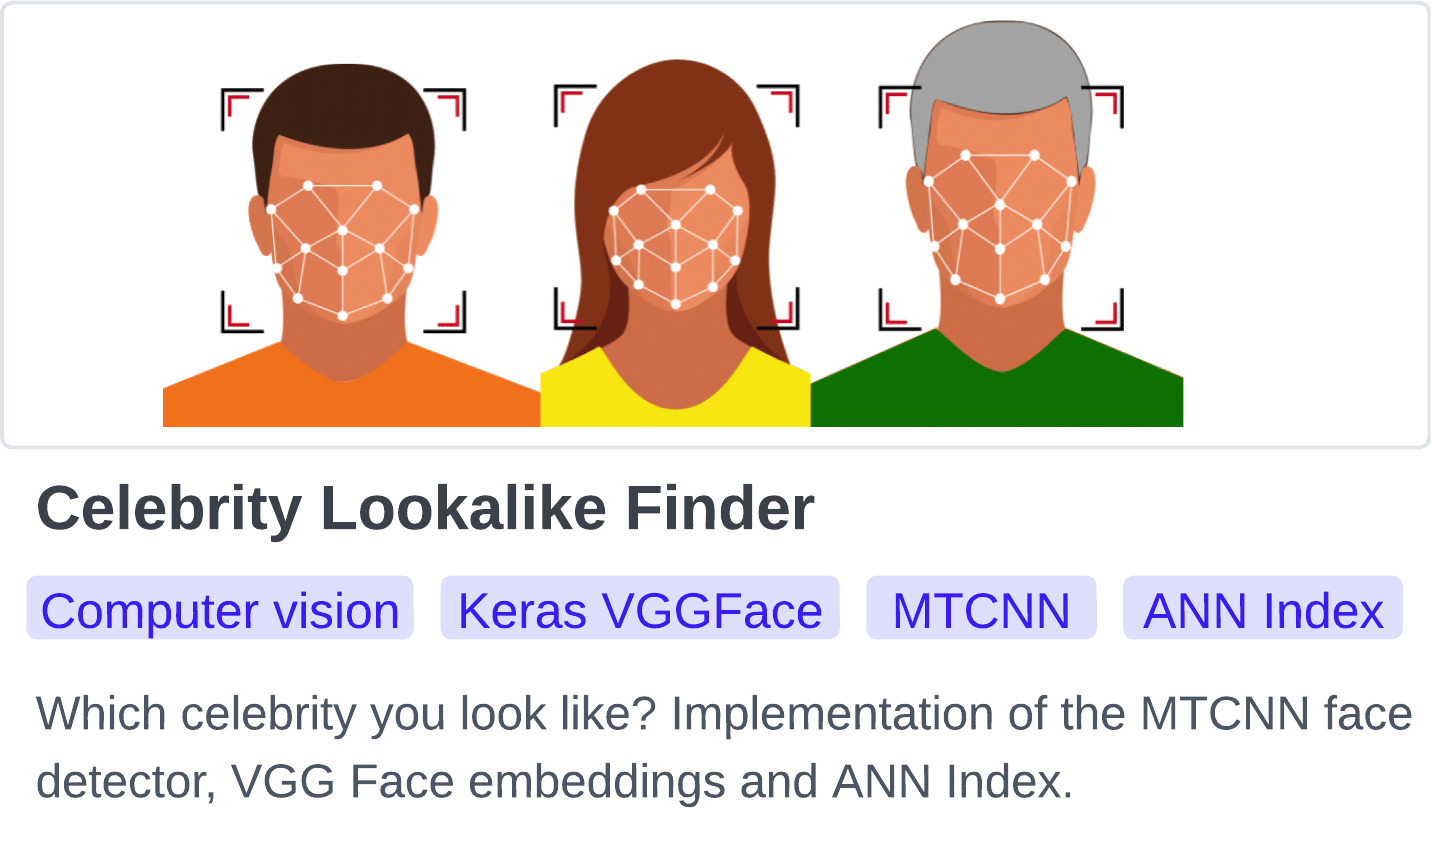 Celebrity Lookalike Finder
Computer vision Keras VGGFace MTCNN ANN Index
Which celebrity you look like? Implementation of the MTCNN face
detector, VGG Face embeddings and ANN Index.